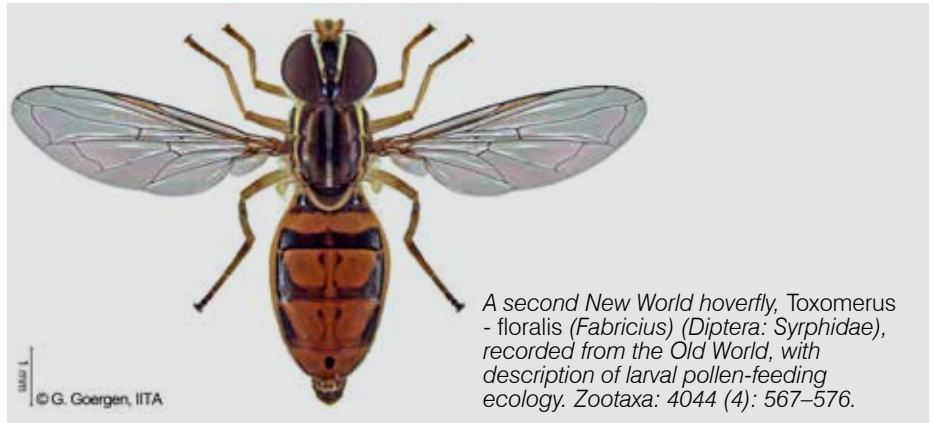 A second New World hoverfly, Toxomerus
- floralis (Fabricius) (Diptera: Syrphidae),
recorded from the Old World, with
description of larval pollen-feeding
ecology. Zootaxa: 4044 (4): 567–576.
1 mm
© G. Goergen, IITA